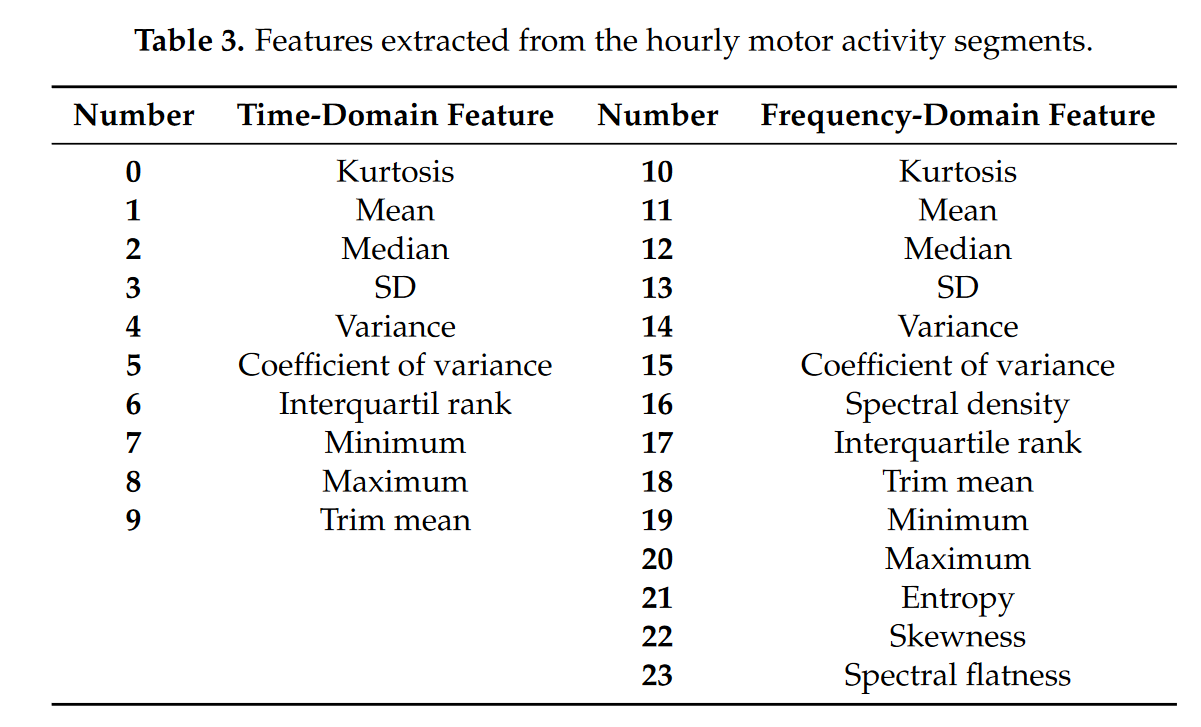 Table 3. Features extracted from the hourly motor activity segments.
Number Time-Domain Feature Number Frequency-Domain Feature
0 Kurtosis 10 Kurtosis
1 Mean 11 Mean
2 Median 12 Median
3 SD 13 SD
4 Variance 14 Variance
5 Coefficient of variance 15 Coefficient of variance
6 Interquartil rank 16 Spectral density
7 Minimum 17 Interquartile rank
8 Maximum 18 Trim mean
9 Trim mean 19 Minimum
20 Maximum
21 Entropy
22 Skewness
23 Spectral flatness